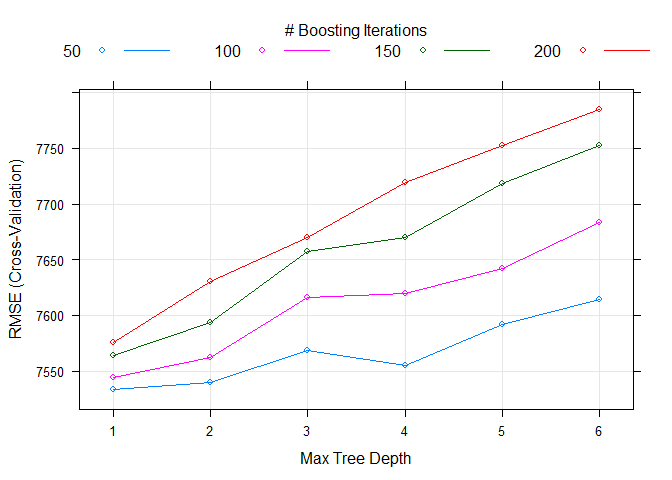 # Boosting Iterations
50 100 150 200
RMSE (Cross-Validation)
7750
7700
7650
7600
7550
1 2 3 4 5 6
Max Tree Depth